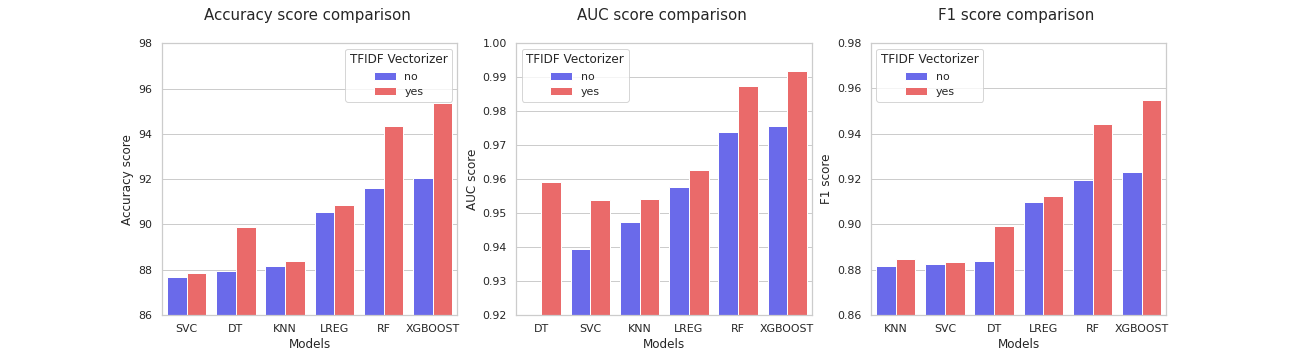 Accuracy score comparison
98
96
94
92
90
88
86
Accuracy score
TFIDF Vectorizer
no
yes
SVC DT KNN LREG RF XGBOOST
Models
AUC score comparison
1.00
0.99
0.98
0.97
0.96
0.95
0.94
0.93
0.92
AUC score
TFIDF Vectorizer
no
yes
DT SVC KNN LREG RF XGBOOST
Models
F1 score comparison
0.98
0.96
0.94
0.92
0.90
0.88
0.86
F1 score
TFIDF Vectorizer
no
yes
KNN SVC DT LREG RF XGBOOST
Models